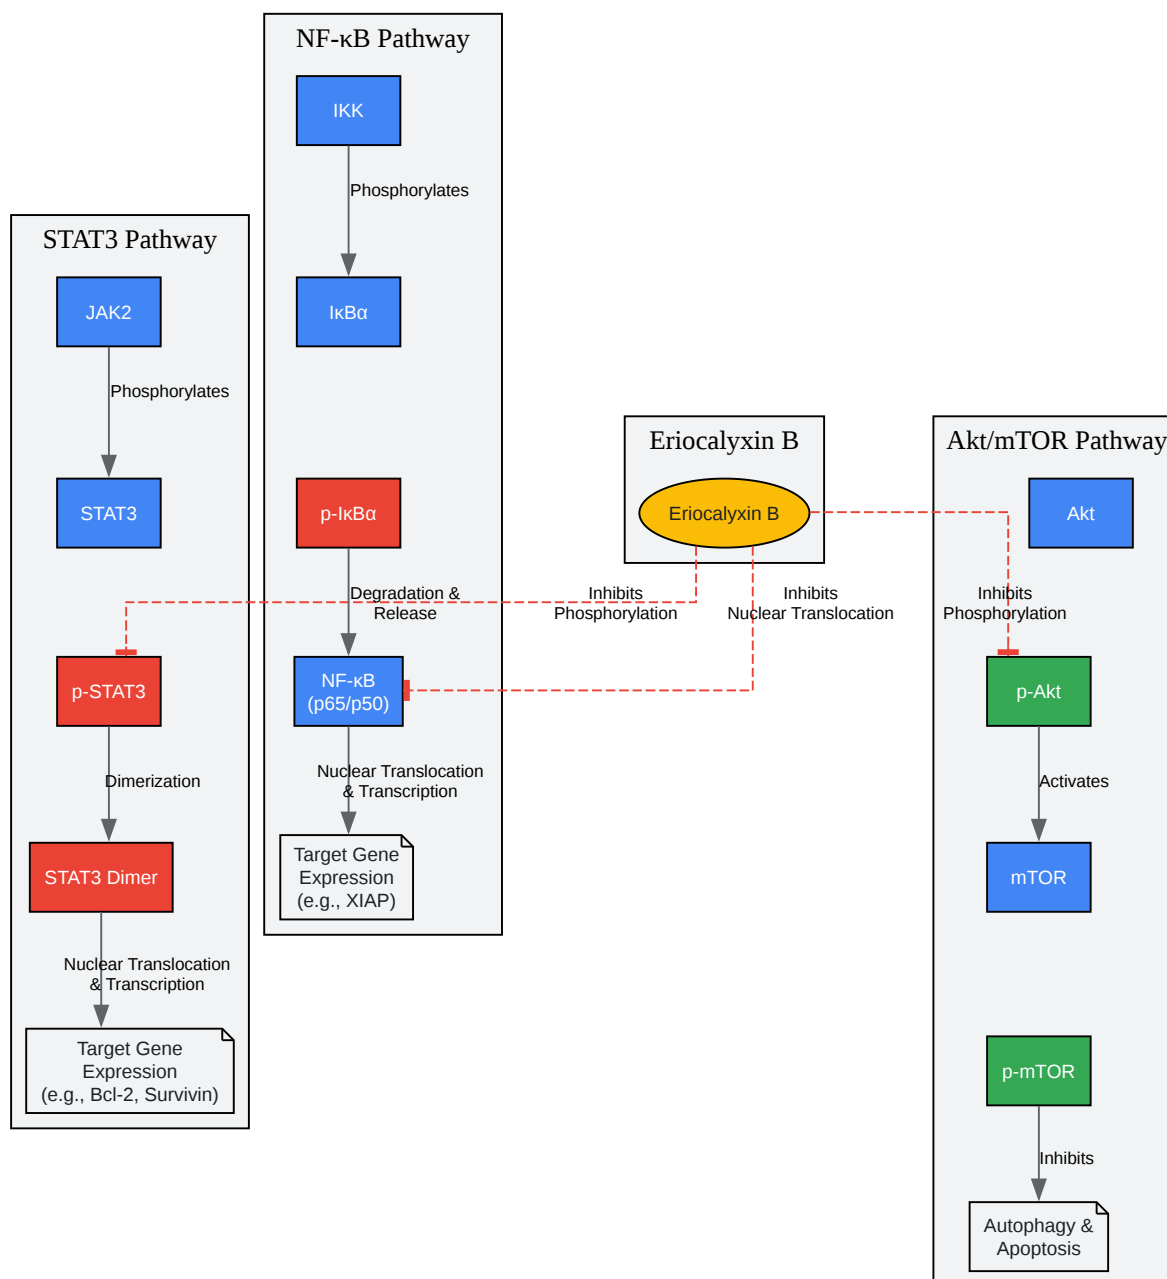 NF-κB Pathway
IKK
Phosphorylates
IκBα
p-IκBα
Degradation &
Release
NF-κB
(p65/p50)
Nuclear Translocation
& Transcription
Target Gene
Expression
(e.g., XIAP)
STAT3 Pathway
JAK2
Phosphorylates
STAT3
p-STAT3
Dimerization
STAT3 Dimer
Nuclear Translocation
& Transcription
Target Gene
Expression
(e.g., Bcl-2, Survivin)
Eriocalyxin B
Eriocalyxin B
Inhibits
Phosphorylation
Inhibits
Nuclear Translocation
Inhibits
Phosphorylation
Akt/mTOR Pathway
Akt
p-Akt
Activates
mTOR
p-mTOR
Inhibits
Autophagy &
Apoptosis